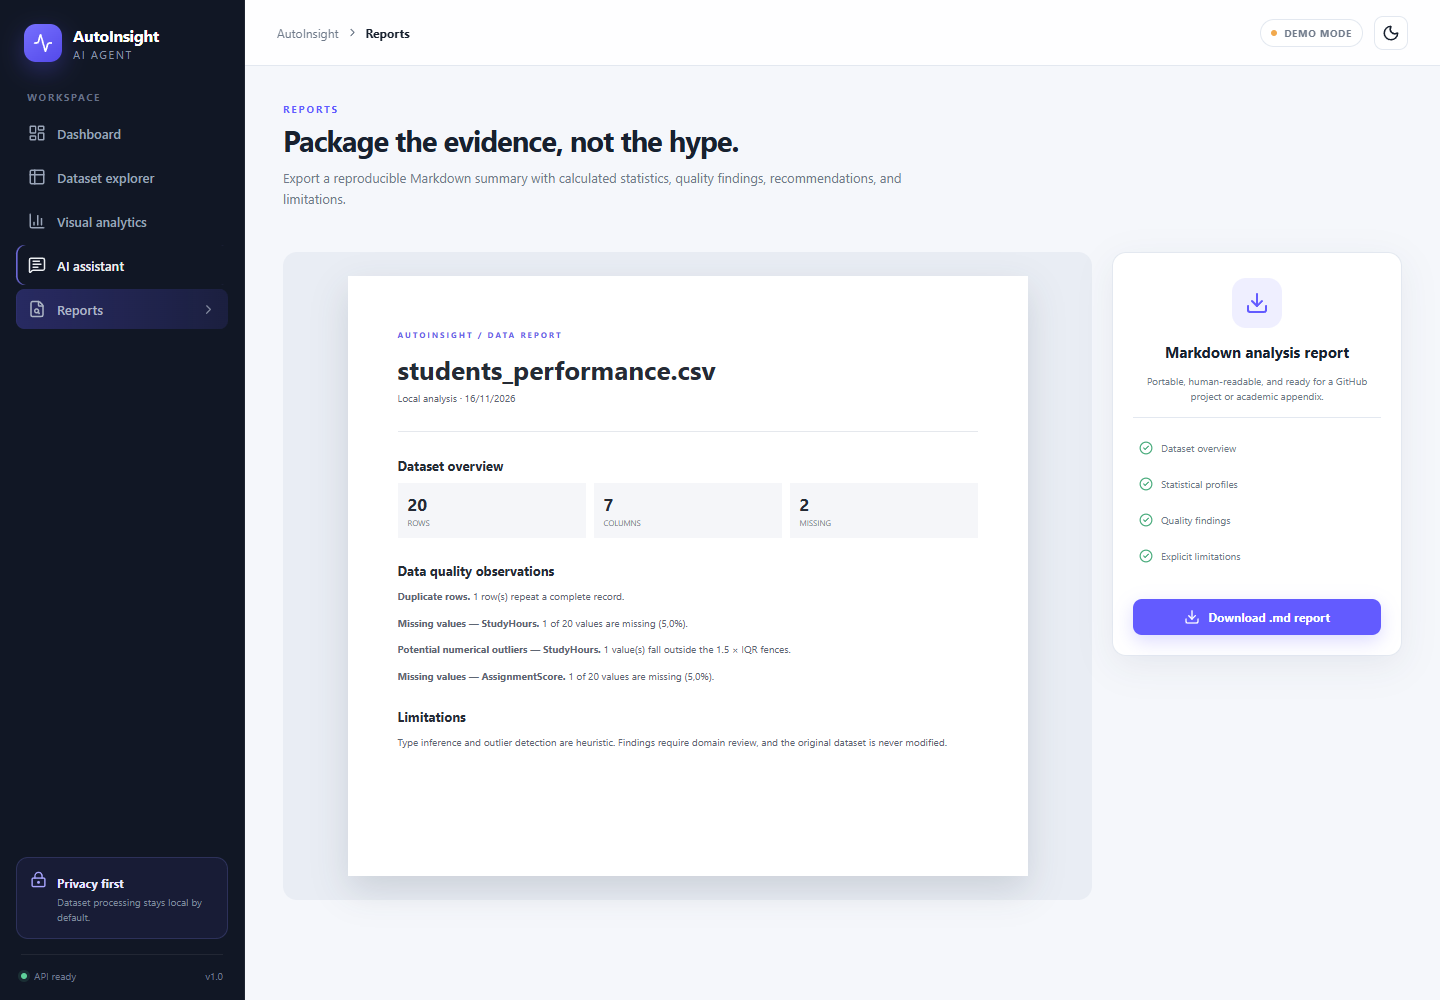 AutoInsight
AI AGENT
WORKSPACE
Dashboard
Dataset explorer
Visual analytics
AI assistant
Reports
Privacy first
Dataset processing stays local by
default.
API ready
v1.0
AutoInsight > Reports
DEMO MODE
REPORTS
Package the evidence, not the hype.
Export a reproducible Markdown summary with calculated statistics, quality findings, recommendations, and
limitations.
AUTOINSIGHT / DATA REPORT
students_performance.csv
Local analysis · 16/11/2026
Dataset overview
20
ROWS
7
COLUMNS
2
MISSING
Data quality observations
Duplicate rows. 1 row(s) repeat a complete record.
Missing values — StudyHours. 1 of 20 values are missing (5,0%).
Potential numerical outliers — StudyHours. 1 value(s) fall outside the 1.5 × IQR fences.
Missing values — AssignmentScore. 1 of 20 values are missing (5,0%).
Limitations
Type inference and outlier detection are heuristic. Findings require domain review, and the original dataset is never modified.
Markdown analysis report
Portable, human-readable, and ready for a GitHub
project or academic appendix.
Dataset overview
Statistical profiles
Quality findings
Explicit limitations
Download .md report